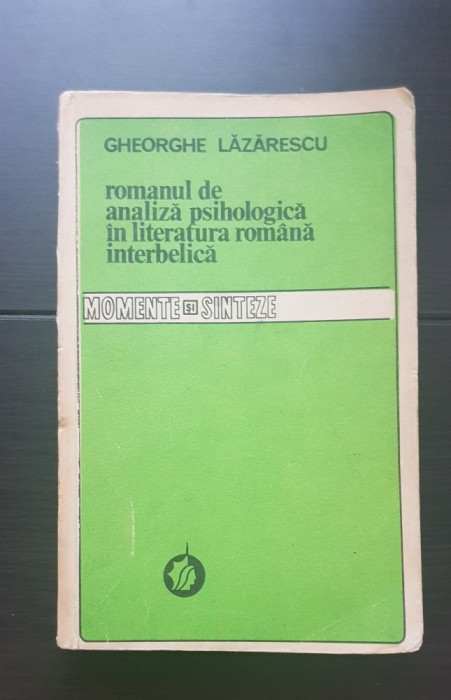 GHEORGHE LĂZĂRESCU
romanul de
analiză psihologică
în literatura română
interbelică
MOMENTE ȘI SINTEZE